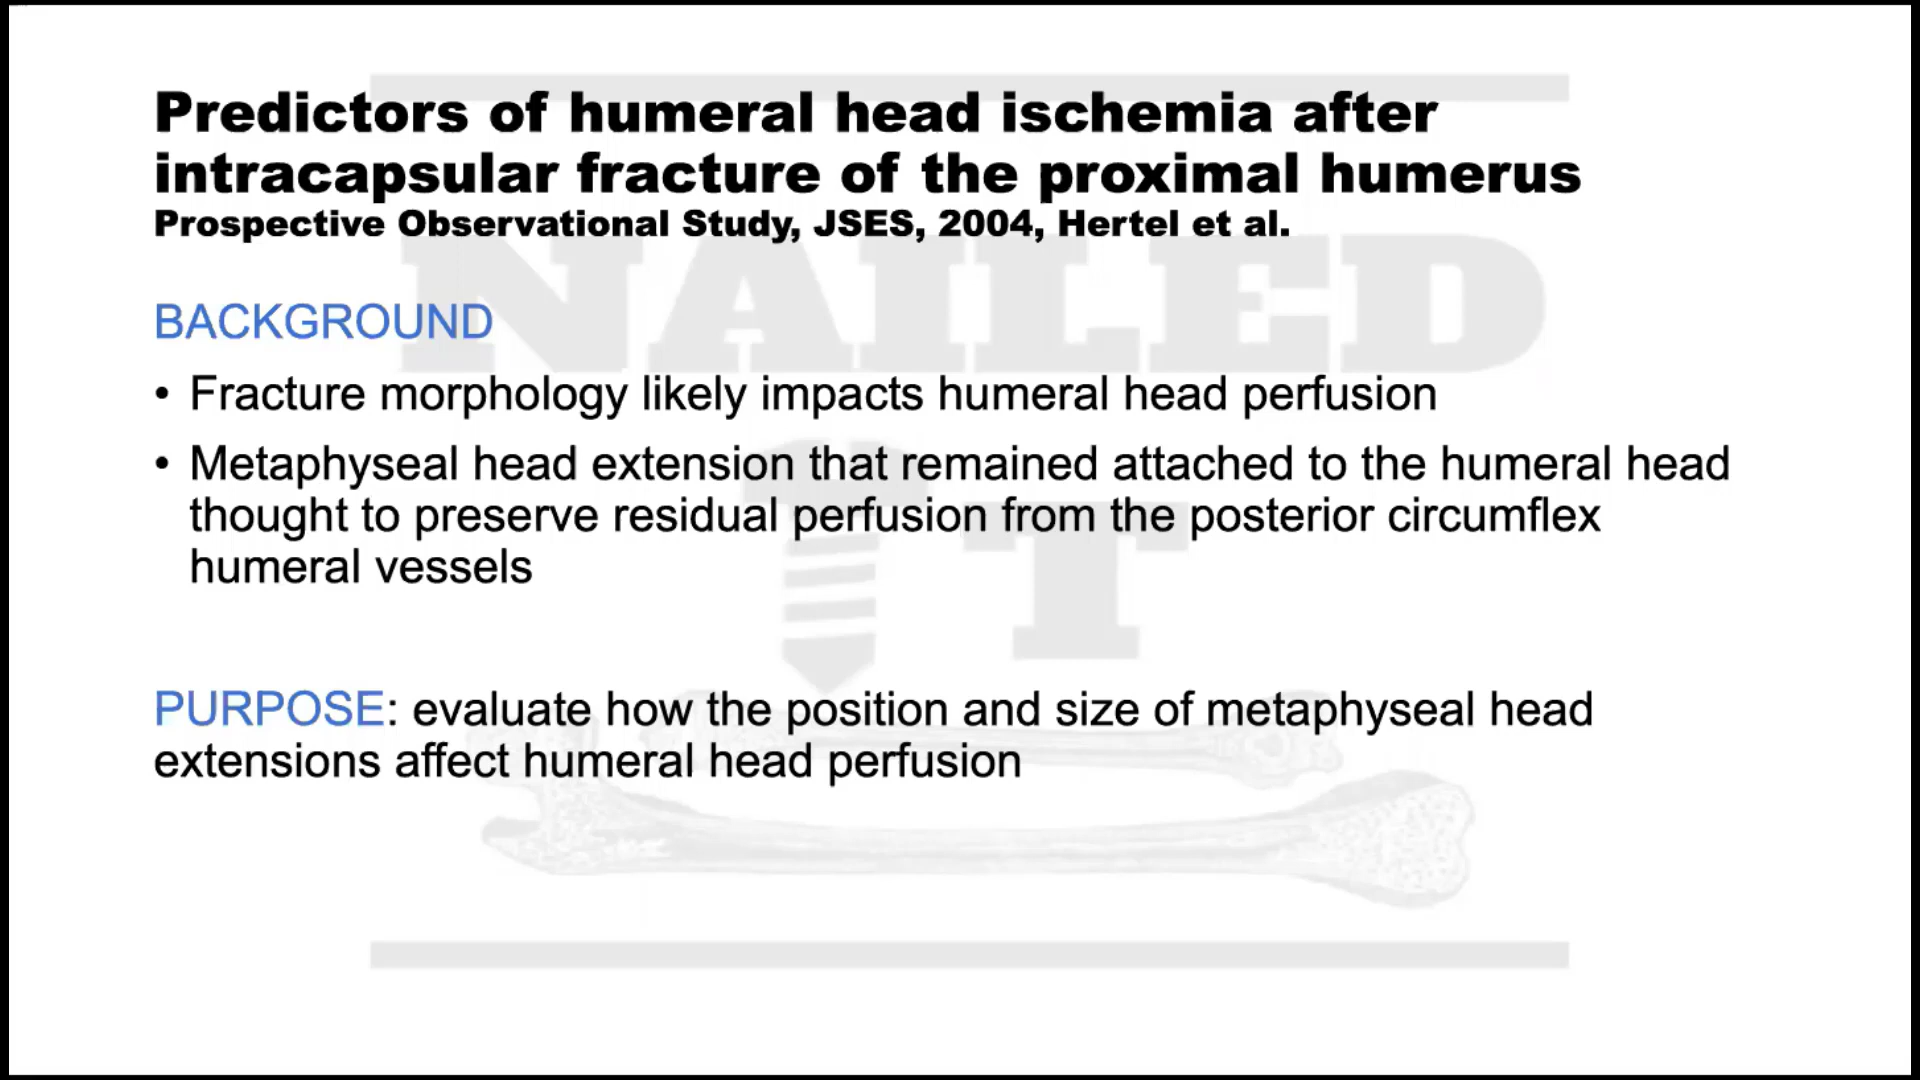 Predictors of humeral head ischemia after
intracapsular fracture of the proximal humerus
Prospective Observational Study, JSES, 2004, Hertel et al.
BACKGROUND
• Fracture morphology likely impacts humeral head perfusion
• Metaphyseal head extension that remained attached to the humeral head
thought to preserve residual perfusion from the posterior circumflex
humeral vessels
PURPOSE: evaluate how the position and size of metaphyseal head
extensions affect humeral head perfusion
NAILED
IT